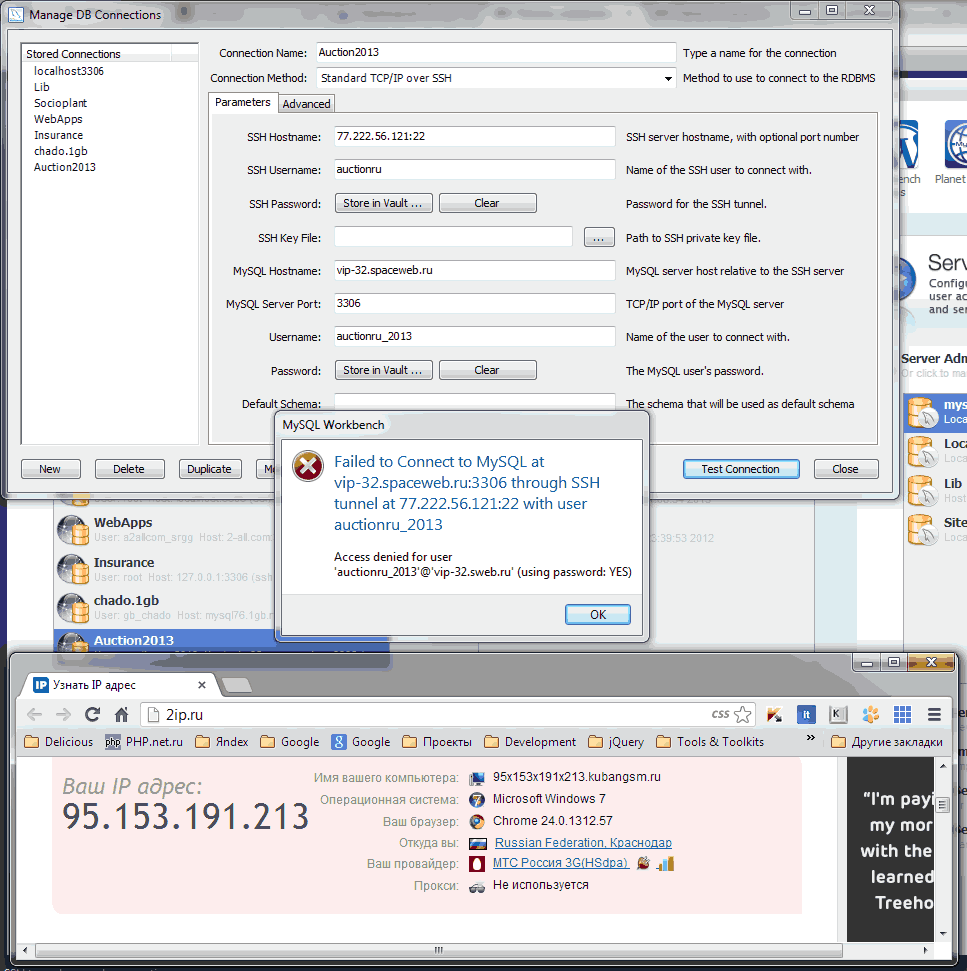 Manage DB Connections
Stored Connections
localhost3306
Lib
Socioplant
WebApps
Insurance
chado.1gb
Auction2013
Connection Name: Auction2013 Type a name for the connection
Connection Method: Standard TCP/IP over SSH Method to use to connect to the RDBMS
Parameters Advanced
SSH Hostname: 77.222.56.121:22 SSH server hostname, with optional port number
SSH Username: auctionru Name of the SSH user to connect with.
SSH Password: Store in Vault ... Clear Password for the SSH tunnel.
SSH Key File: ... Path to SSH private key file.
MySQL Hostname: vip-32.spaceweb.ru MySQL server host relative to the SSH server
MySQL Server Port: 3306 TCP/IP port of the MySQL server
Username: auctionru_2013 Name of the user to connect with.
Password: Store in Vault ... Clear The MySQL user's password.
Default Schema: The schema that will be used as default schema
New Delete Duplicate Test Connection Close
MySQL Workbench
Failed to Connect to MySQL at
vip-32.spaceweb.ru:3306 through SSH
tunnel at 77.222.56.121:22 with user
auctionru_2013
Access denied for user
'auctionru_2013'@'vip-32.sweb.ru' (using password: YES)
OK
Planet
Configu
user ac
and ser
Server Adm
Or click to ma
mys
Loca
Loca
Loca
Lib
Host
Site
Loca
WebApps
User: a2allcom_argg Host: 2-all.com
3:39:53 2012
Insurance
User: root Host: 127.0.0.1:3306 (ssh
chado.1gb
User: gb_chado Host: mysql76.1gb.r
Auction2013
Узнать IP адрес
2ip.ru
CSS
Delicious PHP.net.ru Яndex Google Google Проекты Development jQuery Tools & Toolkits » Другие закладки
Ваш IP адрес:
95.153.191.213
Имя вашего компьютера: 95x153x191x213.kubangsm.ru
Операционная система: Microsoft Windows 7
Ваш браузер: Chrome 24.0.1312.57
Откуда вы: Russian Federation, Краснодар
Ваш провайдер: МТС Россия 3G(HSdpa)
Прокси: Не используется
“I'm payi
my mor
with the
learned
Treeho